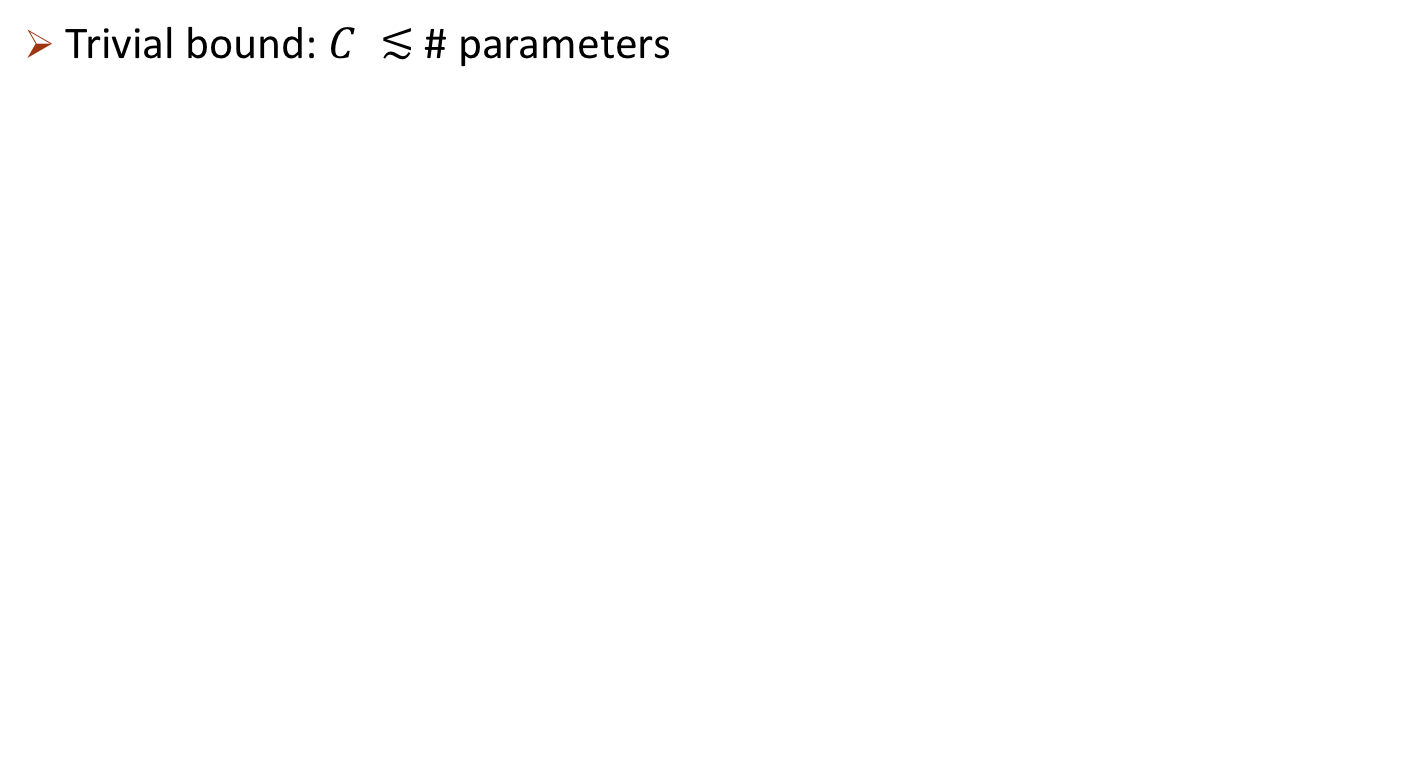 ➢ Trivial bound: 𝐶 ≲ # parameters